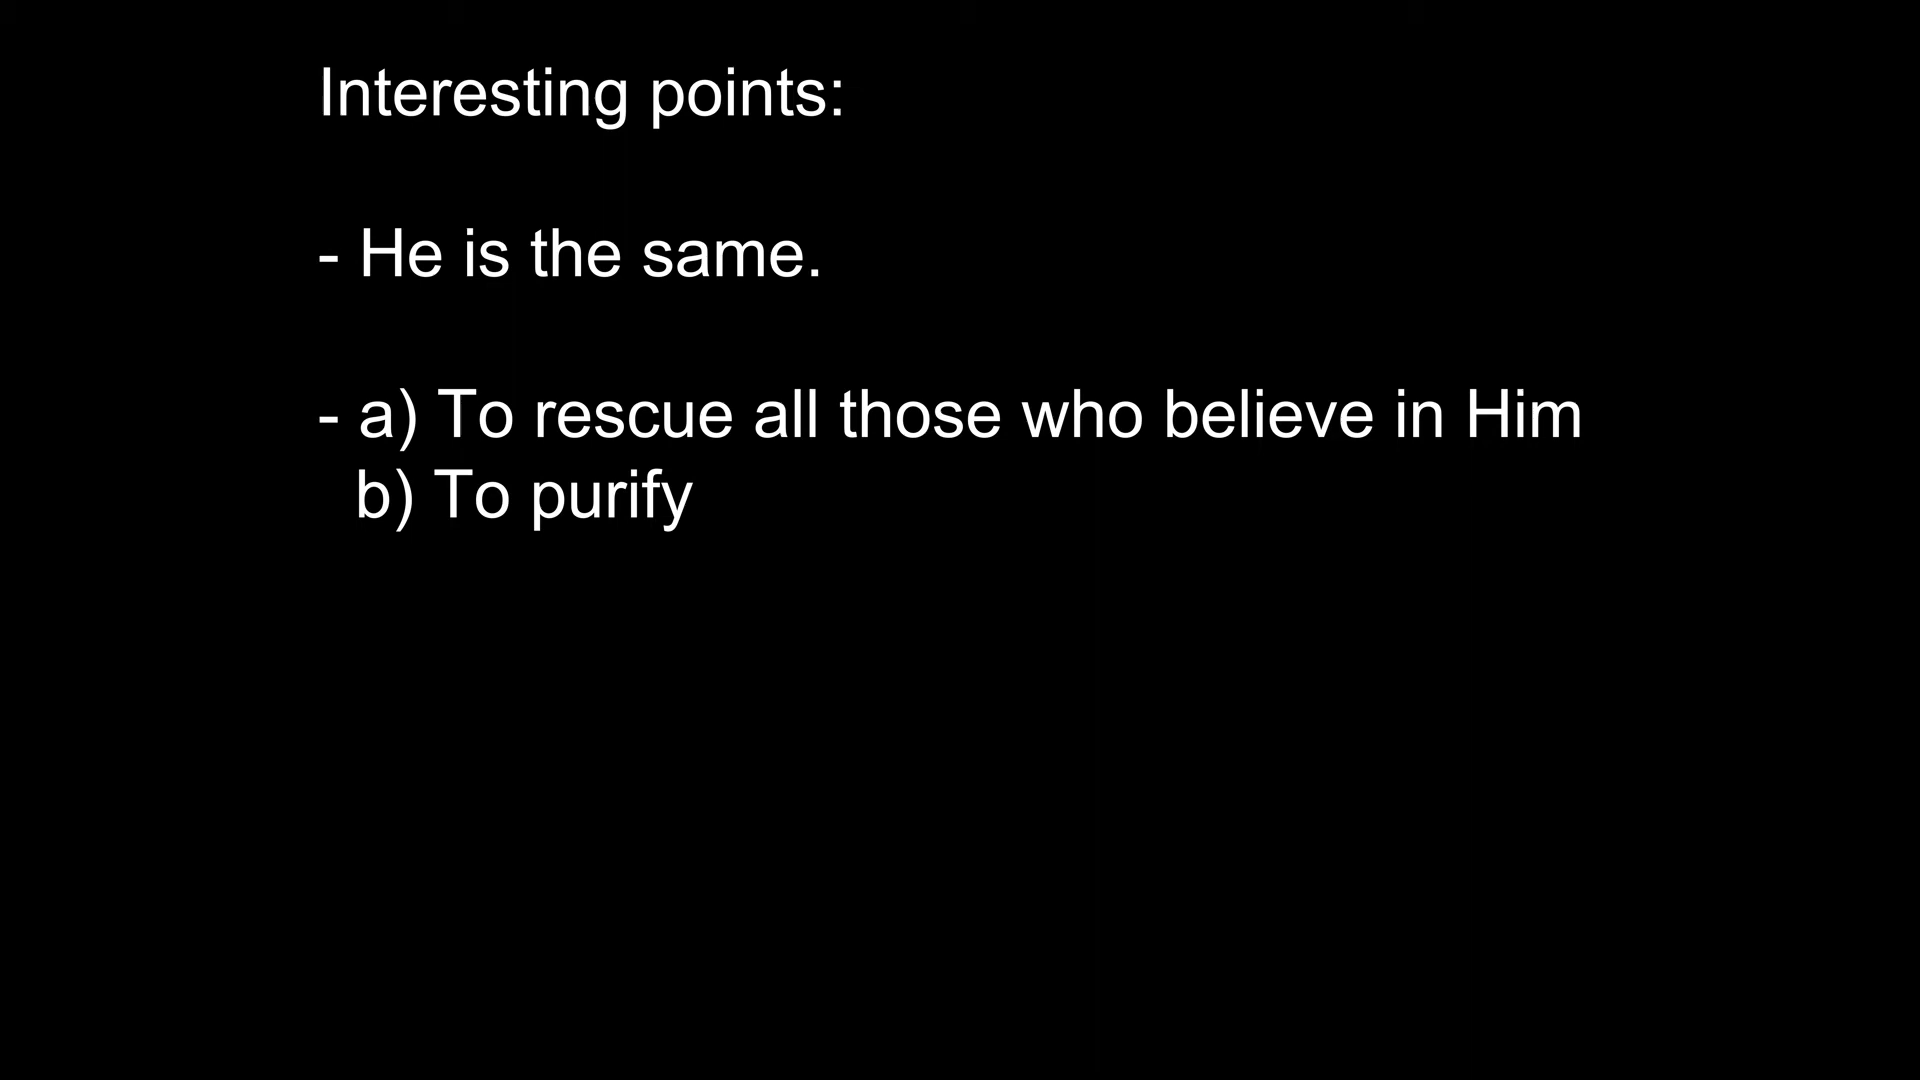 Interesting points:
- He is the same.
- a) To rescue all those who believe in Him
b) To purify